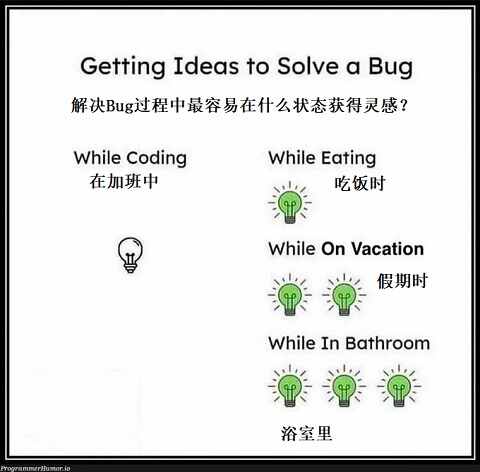 Getting Ideas to Solve a Bug
解决Bug过程中最容易在什么状态获得灵感?
While Coding
在加班中
While Eating
吃饭时
While On Vacation
假期时
While In Bathroom
浴室里
ProgrammerHumor.io